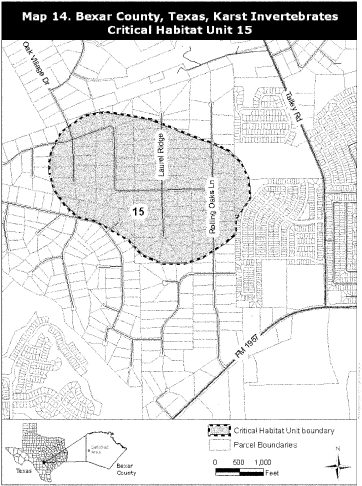 Map 14. Bexar County, Texas, Karst Invertebrates
Critical Habitat Unit 15
Oak Village Dr
Talley Rd
Laurel Ridge
Rolling Oaks Ln
15
FM 1957
Critical Habitat Unit boundary
Parcel Boundaries
Texas
Bexar
County
0 500 1,000
Feet
N